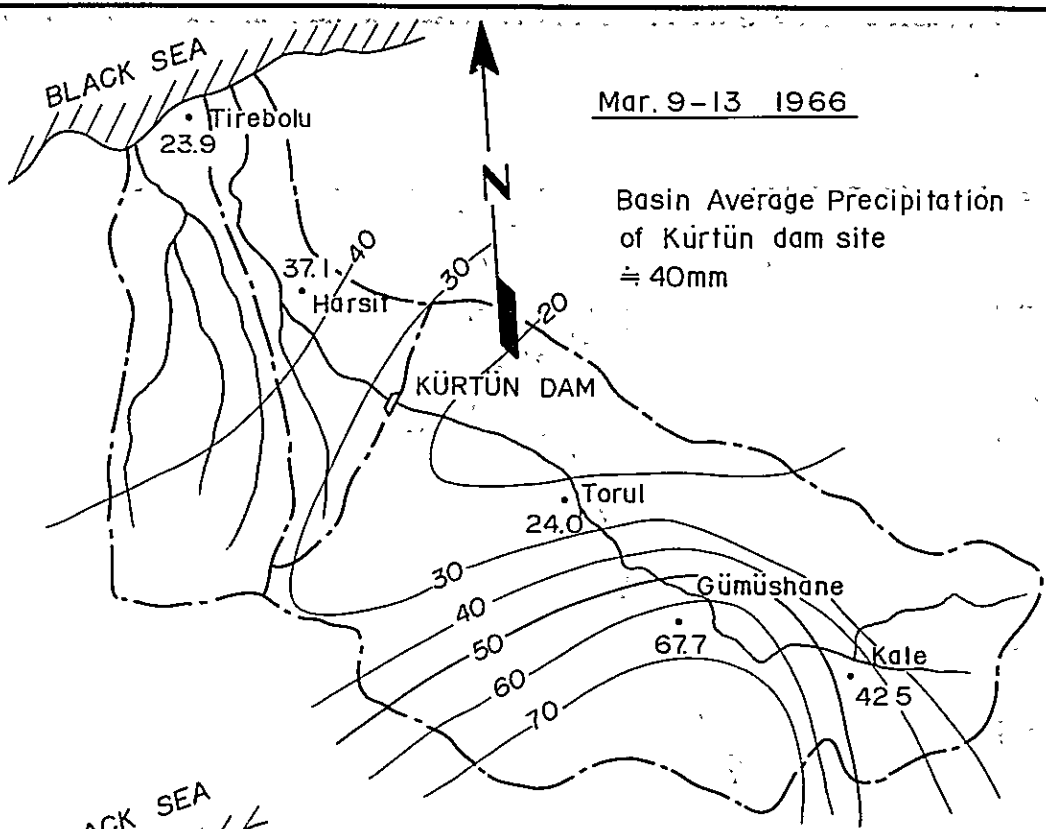 BLACK SEA
Tirebolu
23.9
N
Mar. 9-13 1966
Basin Average Precipitation
of Kürtün dam site
≒ 40mm
37.1
Harsit
40
30
20
KÜRTÜN DAM
Torul
24.0
30
40
50
60
70
Gümüshane
67.7
Kale
42 5
ACK SEA